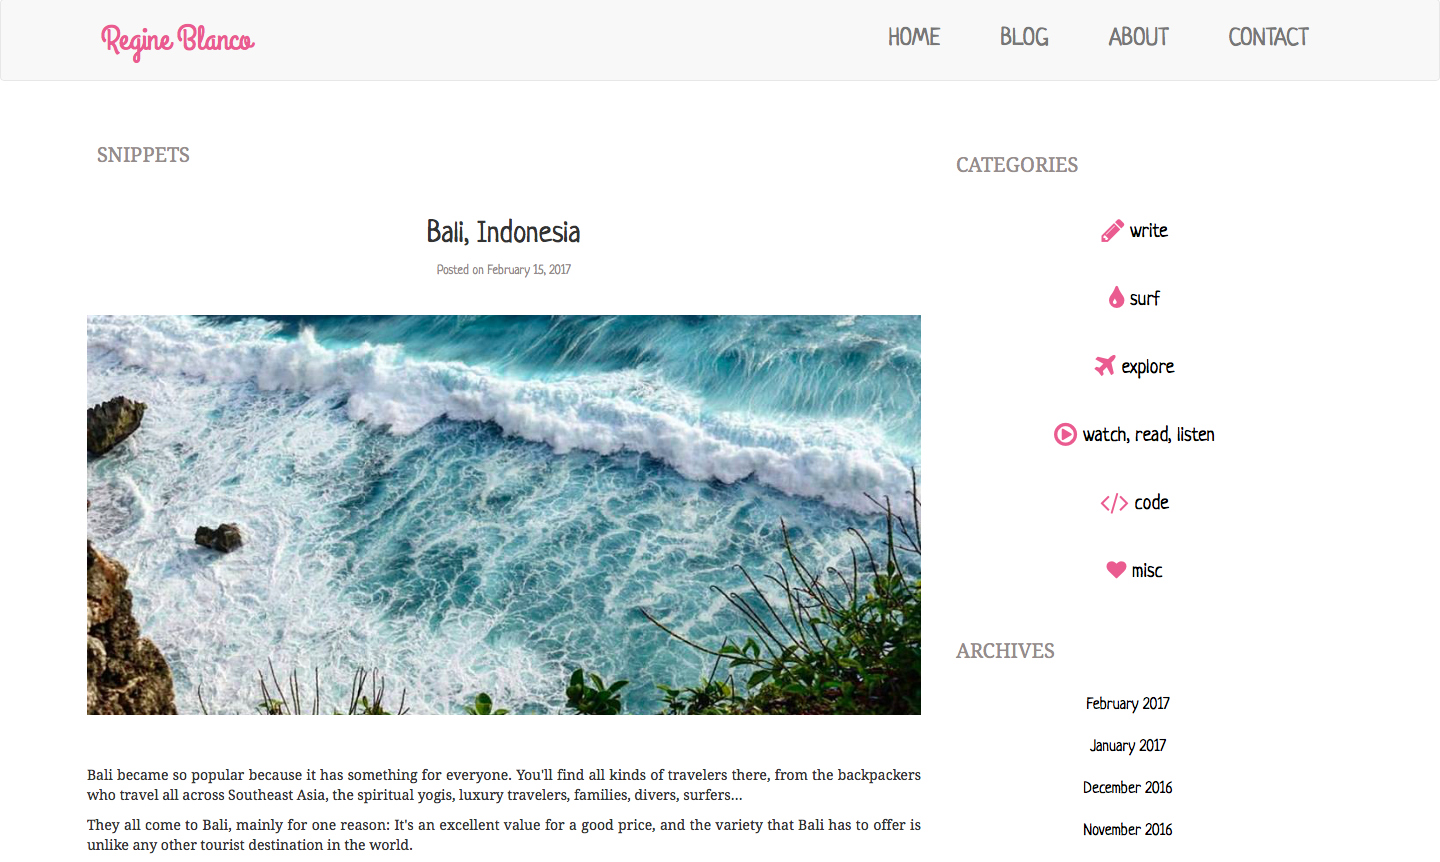 Regine Blanco
HOME
BLOG
ABOUT
CONTACT
SNIPPETS
Bali, Indonesia
Posted on February 15, 2017
Bali became so popular because it has something for everyone. You'll find all kinds of travelers there, from the backpackers
who travel all across Southeast Asia, the spiritual yogis, luxury travelers, families, divers, surfers...
They all come to Bali, mainly for one reason: It's an excellent value for a good price, and the variety that Bali has to offer is
unlike any other tourist destination in the world.
CATEGORIES
write
surf
explore
watch, read, listen
code
misc
ARCHIVES
February 2017
January 2017
December 2016
November 2016